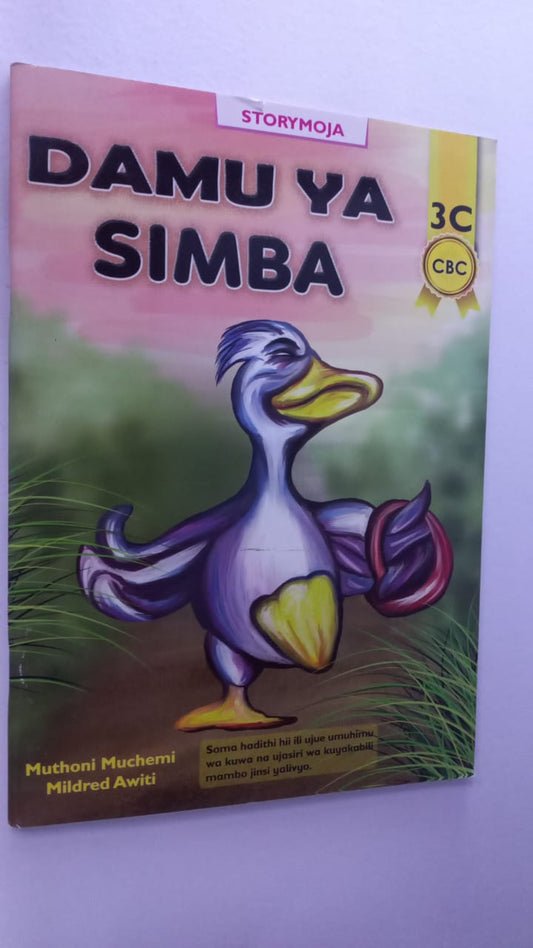 STORYMOJA
DAMU YA
SIMBA
3C
CBC
Soma hadithi hii ili ujue umuhimu
wa kuwa na ujasiri wa kuyakabili
mambo jinsi yalivyo.
Muthoni Muchemi
Mildred Awiti